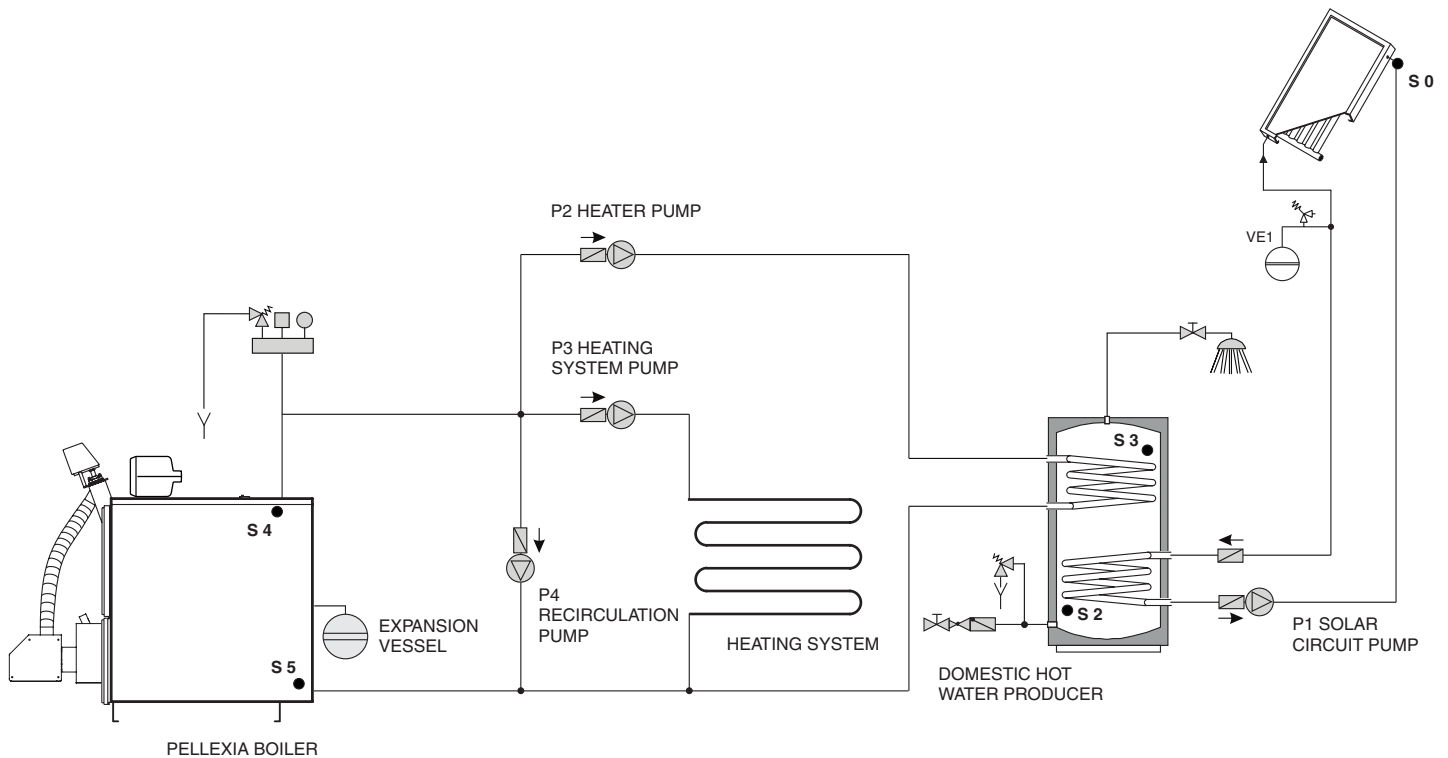 S 0
P2 HEATER PUMP
VE1
P3 HEATING
SYSTEM PUMP
S 3
S 4
P4
RECIRCULATION
PUMP
S 2
EXPANSION
VESSEL
HEATING SYSTEM
P1 SOLAR
CIRCUIT PUMP
S 5
DOMESTIC HOT
WATER PRODUCER
PELLEXIA BOILER